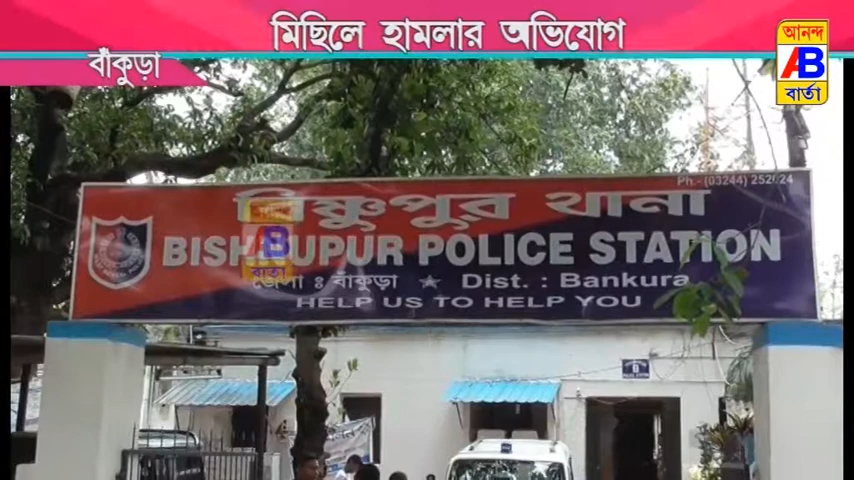 মিছিলে হামলার অভিযোগ
বাঁকুড়া
আনন্দ
AB
বার্তা
Ph.- (03244) 252024
বিষ্ণুপুর থানা
BISHNUPUR POLICE STATION
জেলা : বাঁকুড়া ★ Dist. : BANKURA
HELP US TO HELP YOU